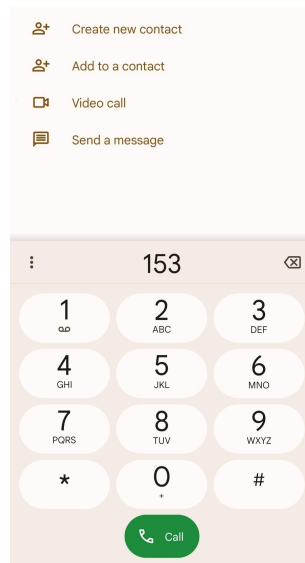 Create new contact
Add to a contact
Video call
Send a message
153
1 2 3
ABC DEF
4 5 6
GHI JKL MNO
7 8 9
PQRS TUV WXYZ
* 0 #
+
Call